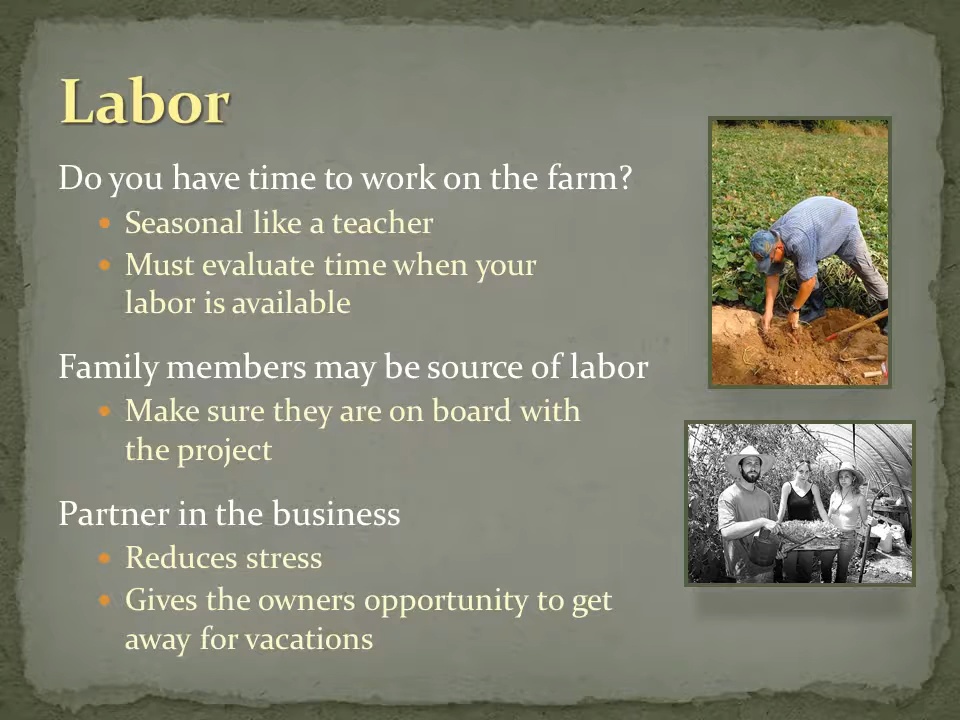 Labor
Do you have time to work on the farm?
Seasonal like a teacher
Must evaluate time when your
labor is available
Family members may be source of labor
Make sure they are on board with
the project
Partner in the business
Reduces stress
Gives the owners opportunity to get
away for vacations